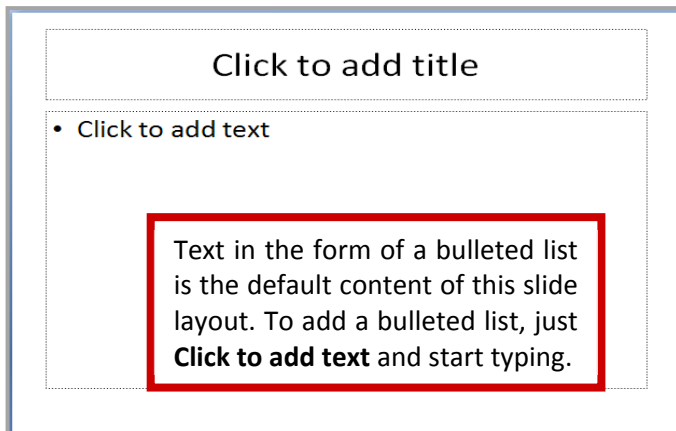 Click to add title
• Click to add text
Text in the form of a bulleted list
is the default content of this slide
layout. To add a bulleted list, just
Click to add text and start typing.